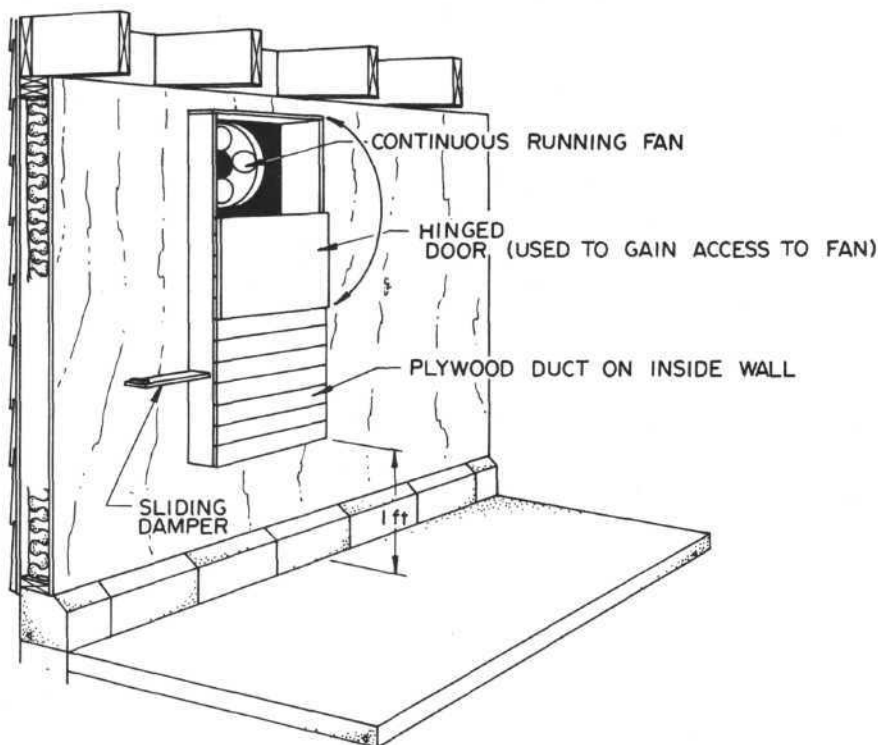 CONTINUOUS RUNNING FAN
HINGED
DOOR (USED TO GAIN ACCESS TO FAN)
PLYWOOD DUCT ON INSIDE WALL
SLIDING
DAMPER
1 ft